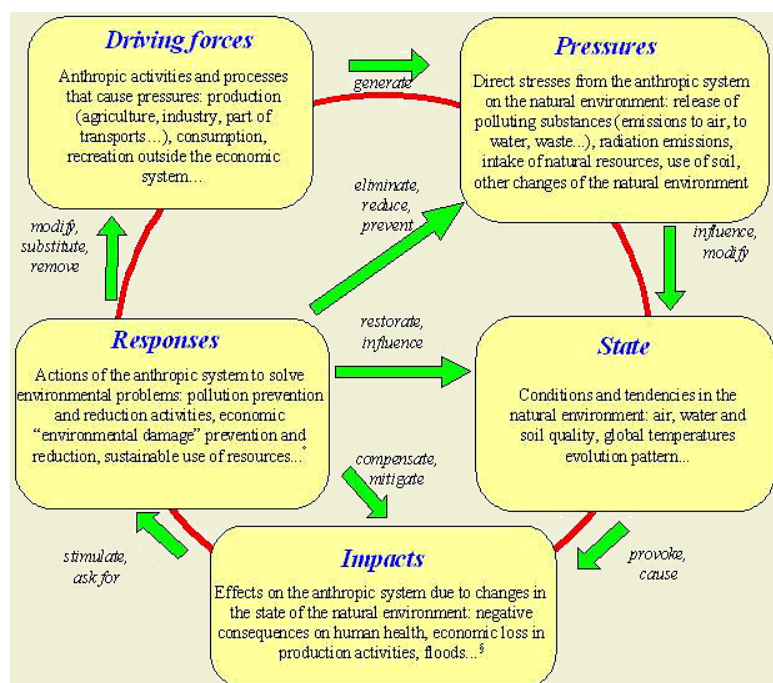 Driving forces
Anthropic activities and processes
that cause pressures: production
(agriculture, industry, part of
transports…), consumption,
recreation outside the economic
system…
generate
Pressures
Direct stresses from the anthropic system
on the natural environment: release of
polluting substances (emissions to air, to
water, waste...), radiation emissions,
intake of natural resources, use of soil,
other changes of the natural environment
eliminate,
reduce,
prevent
modify,
substitute,
remove
influence,
modify
Responses
Actions of the anthropic system to solve
environmental problems: pollution prevention
and reduction activities, economic
“environmental damage” prevention and
reduction, sustainable use of resources...*
restorate,
influence
State
Conditions and tendencies in the
natural environment: air, water and
soil quality, global temperatures
evolution pattern...
compensate,
mitigate
stimulate,
ask for
provoke,
cause
Impacts
Effects on the anthropic system due to changes in
the state of the natural environment: negative
consequences on human health, economic loss in
production activities, floods...§